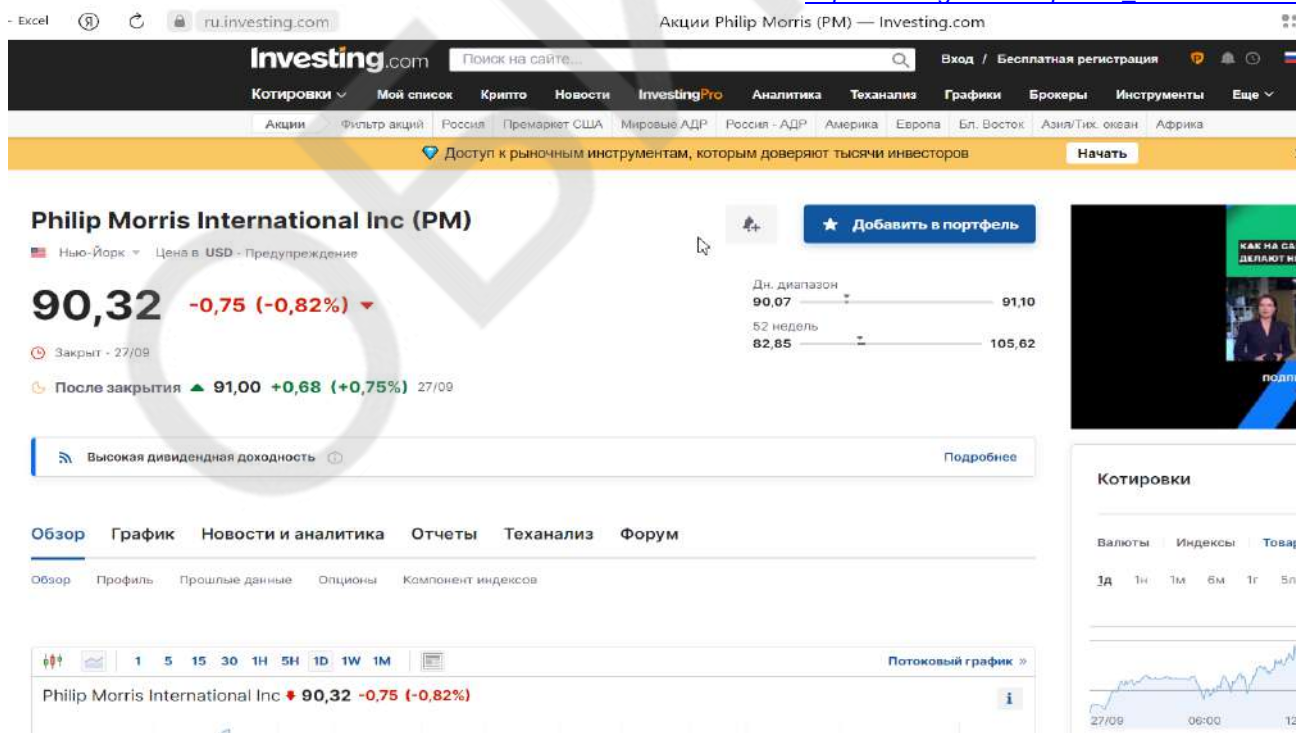 - Excel Я ru.investing.com Акции Philip Morris (PM) — Investing.com
Investing.com Поиск на сайте... Вход / Бесплатная регистрация
Котировки Мой список Крипто Новости InvestingPro Аналитика Теханализ Графики Брокеры Инструменты Еще
Акции Фильтр акций Россия Премаркет США Мировые АДР Россия - АДР Америка Европа Бл. Восток Азия/Тих. океан Африка
Доступ к рыночным инструментам, которым доверяют тысячи инвесторов Начать
Philip Morris International Inc (PM)
Добавить в портфель
Нью-Йорк Цена в USD - Предупреждение
90,32 -0,75 (-0,82%)
Дн. диапазон
90,07 91,10
52 недель
82,85 105,62
Закрыт - 27/09
После закрытия 91,00 +0,68 (+0,75%) 27/09
КАК НА
ДЕЛАЮТ
Высокая дивидендная доходность Подробнее
Котировки
Обзор График Новости и аналитика Отчеты Теханализ Форум
Валюты Индексы Товар
Обзор Профиль Прошлые данные Опционы Компонент индексов
1д 1н 1м 6м 1г 5л
1 5 15 30 1H 5H 1D 1W 1M Потоковый график »
Philip Morris International Inc 90,32 -0,75 (-0,82%) i
27/09 06:00 12